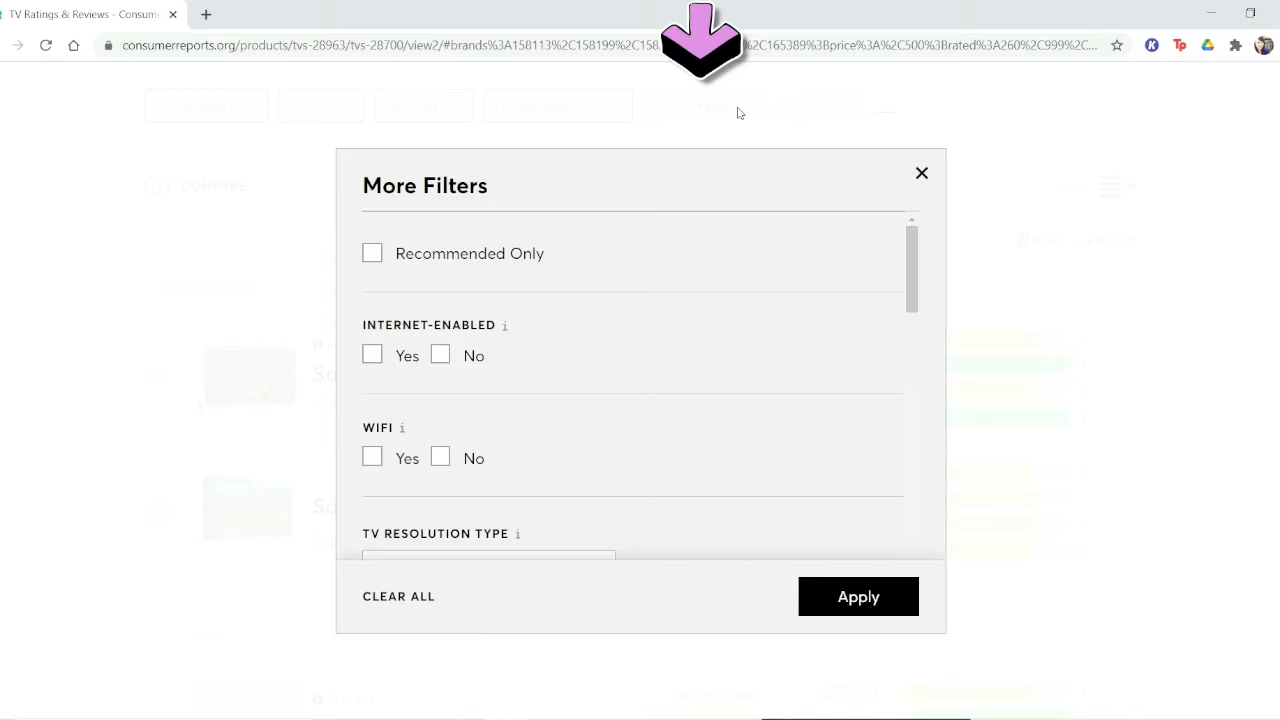 TV Ratings & Reviews - Consume
consumerreports.org/products/tvs-28963/tvs-28700/view2/#brands%3A158113%2C158199%2C158
%2C165389%3Bprice%3A%2C500%3Brated%3A260%2C999%2C...
COMPARE
More Filters
Recommended Only
INTERNET-ENABLED i
Yes No
WIFI i
Yes No
TV RESOLUTION TYPE i
CLEAR ALL
Apply